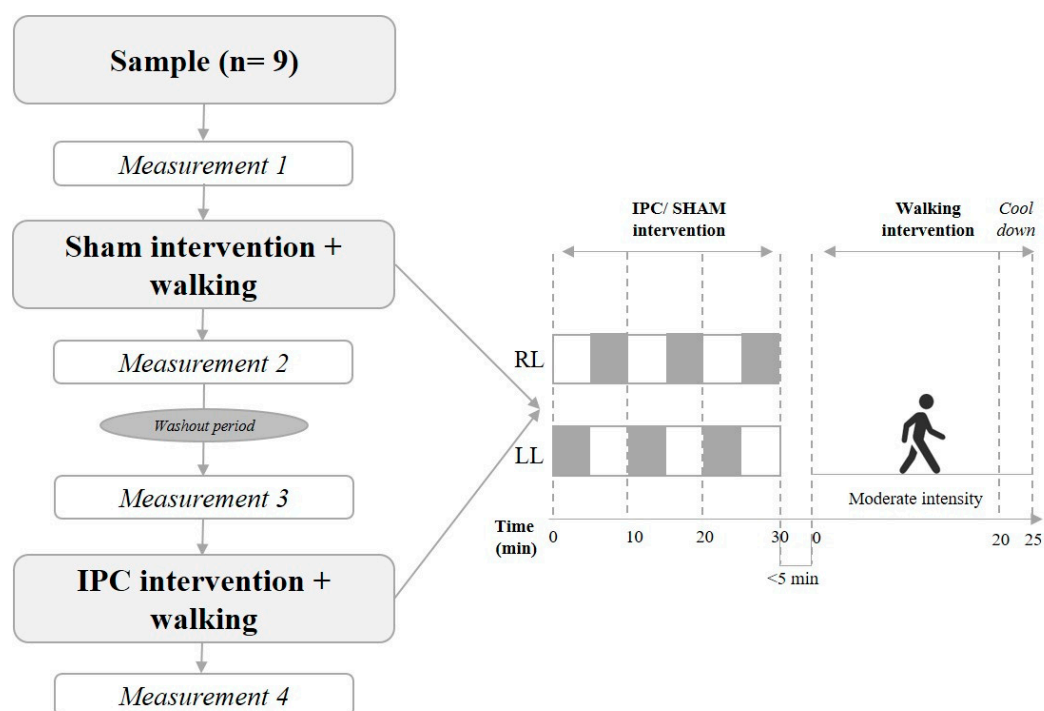 Sample (n= 9)
Measurement 1
Sham intervention +
walking
Measurement 2
Washout period
Measurement 3
IPC intervention +
walking
Measurement 4
IPC/ SHAM
intervention
Walking
intervention
Cool
down
RL
LL
Moderate intensity
Time
(min)
0
10
20
30
0
20
25
<5 min